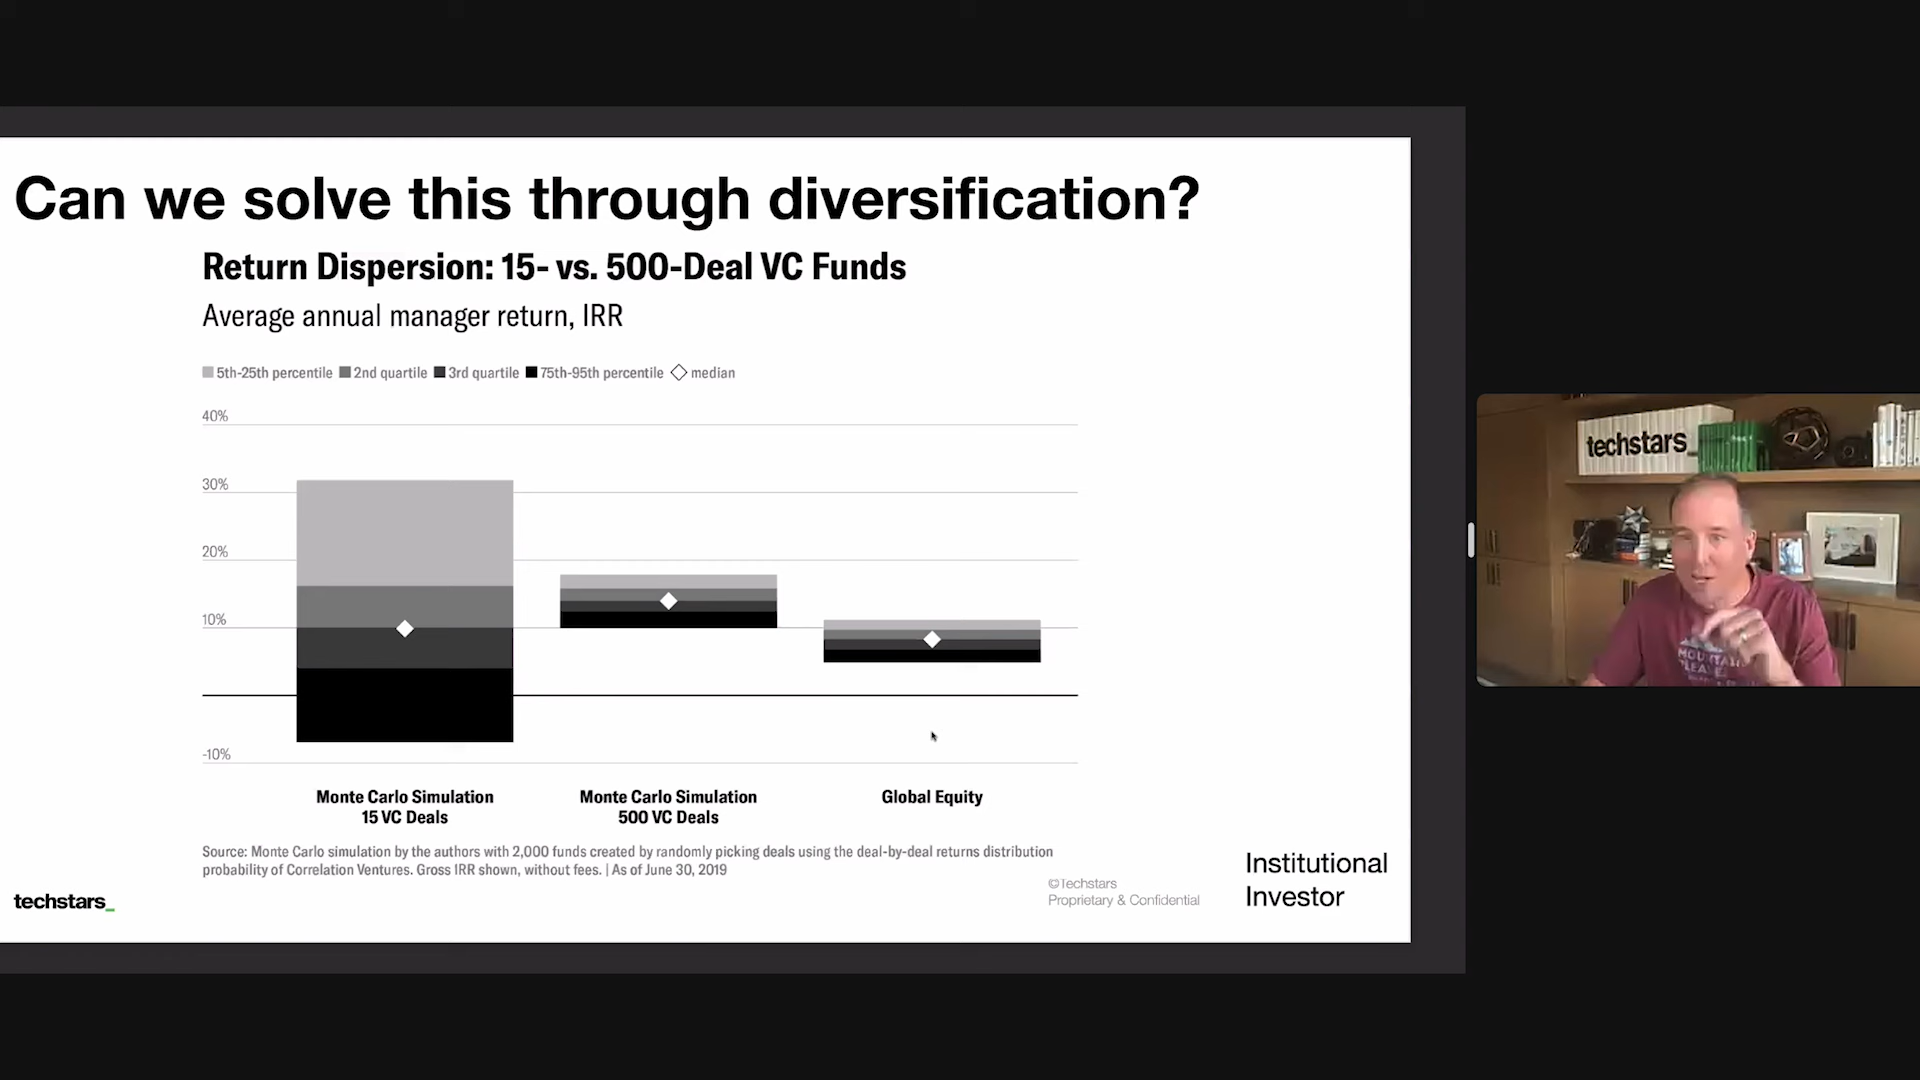 Can we solve this through diversification?
Return Dispersion: 15- vs. 500-Deal VC Funds
Average annual manager return, IRR
5th-25th percentile 2nd quartile 3rd quartile 75th-95th percentile median
40%
30%
20%
10%
-10%
Monte Carlo Simulation
15 VC Deals
Monte Carlo Simulation
500 VC Deals
Global Equity
Source: Monte Carlo simulation by the authors with 2,000 funds created by randomly picking deals using the deal-by-deal returns distribution
probability of Correlation Ventures. Gross IRR shown, without fees. | As of June 30, 2019
techstars_
©Techstars
Proprietary & Confidential
Institutional
Investor
techstars_
MOUNTAIN